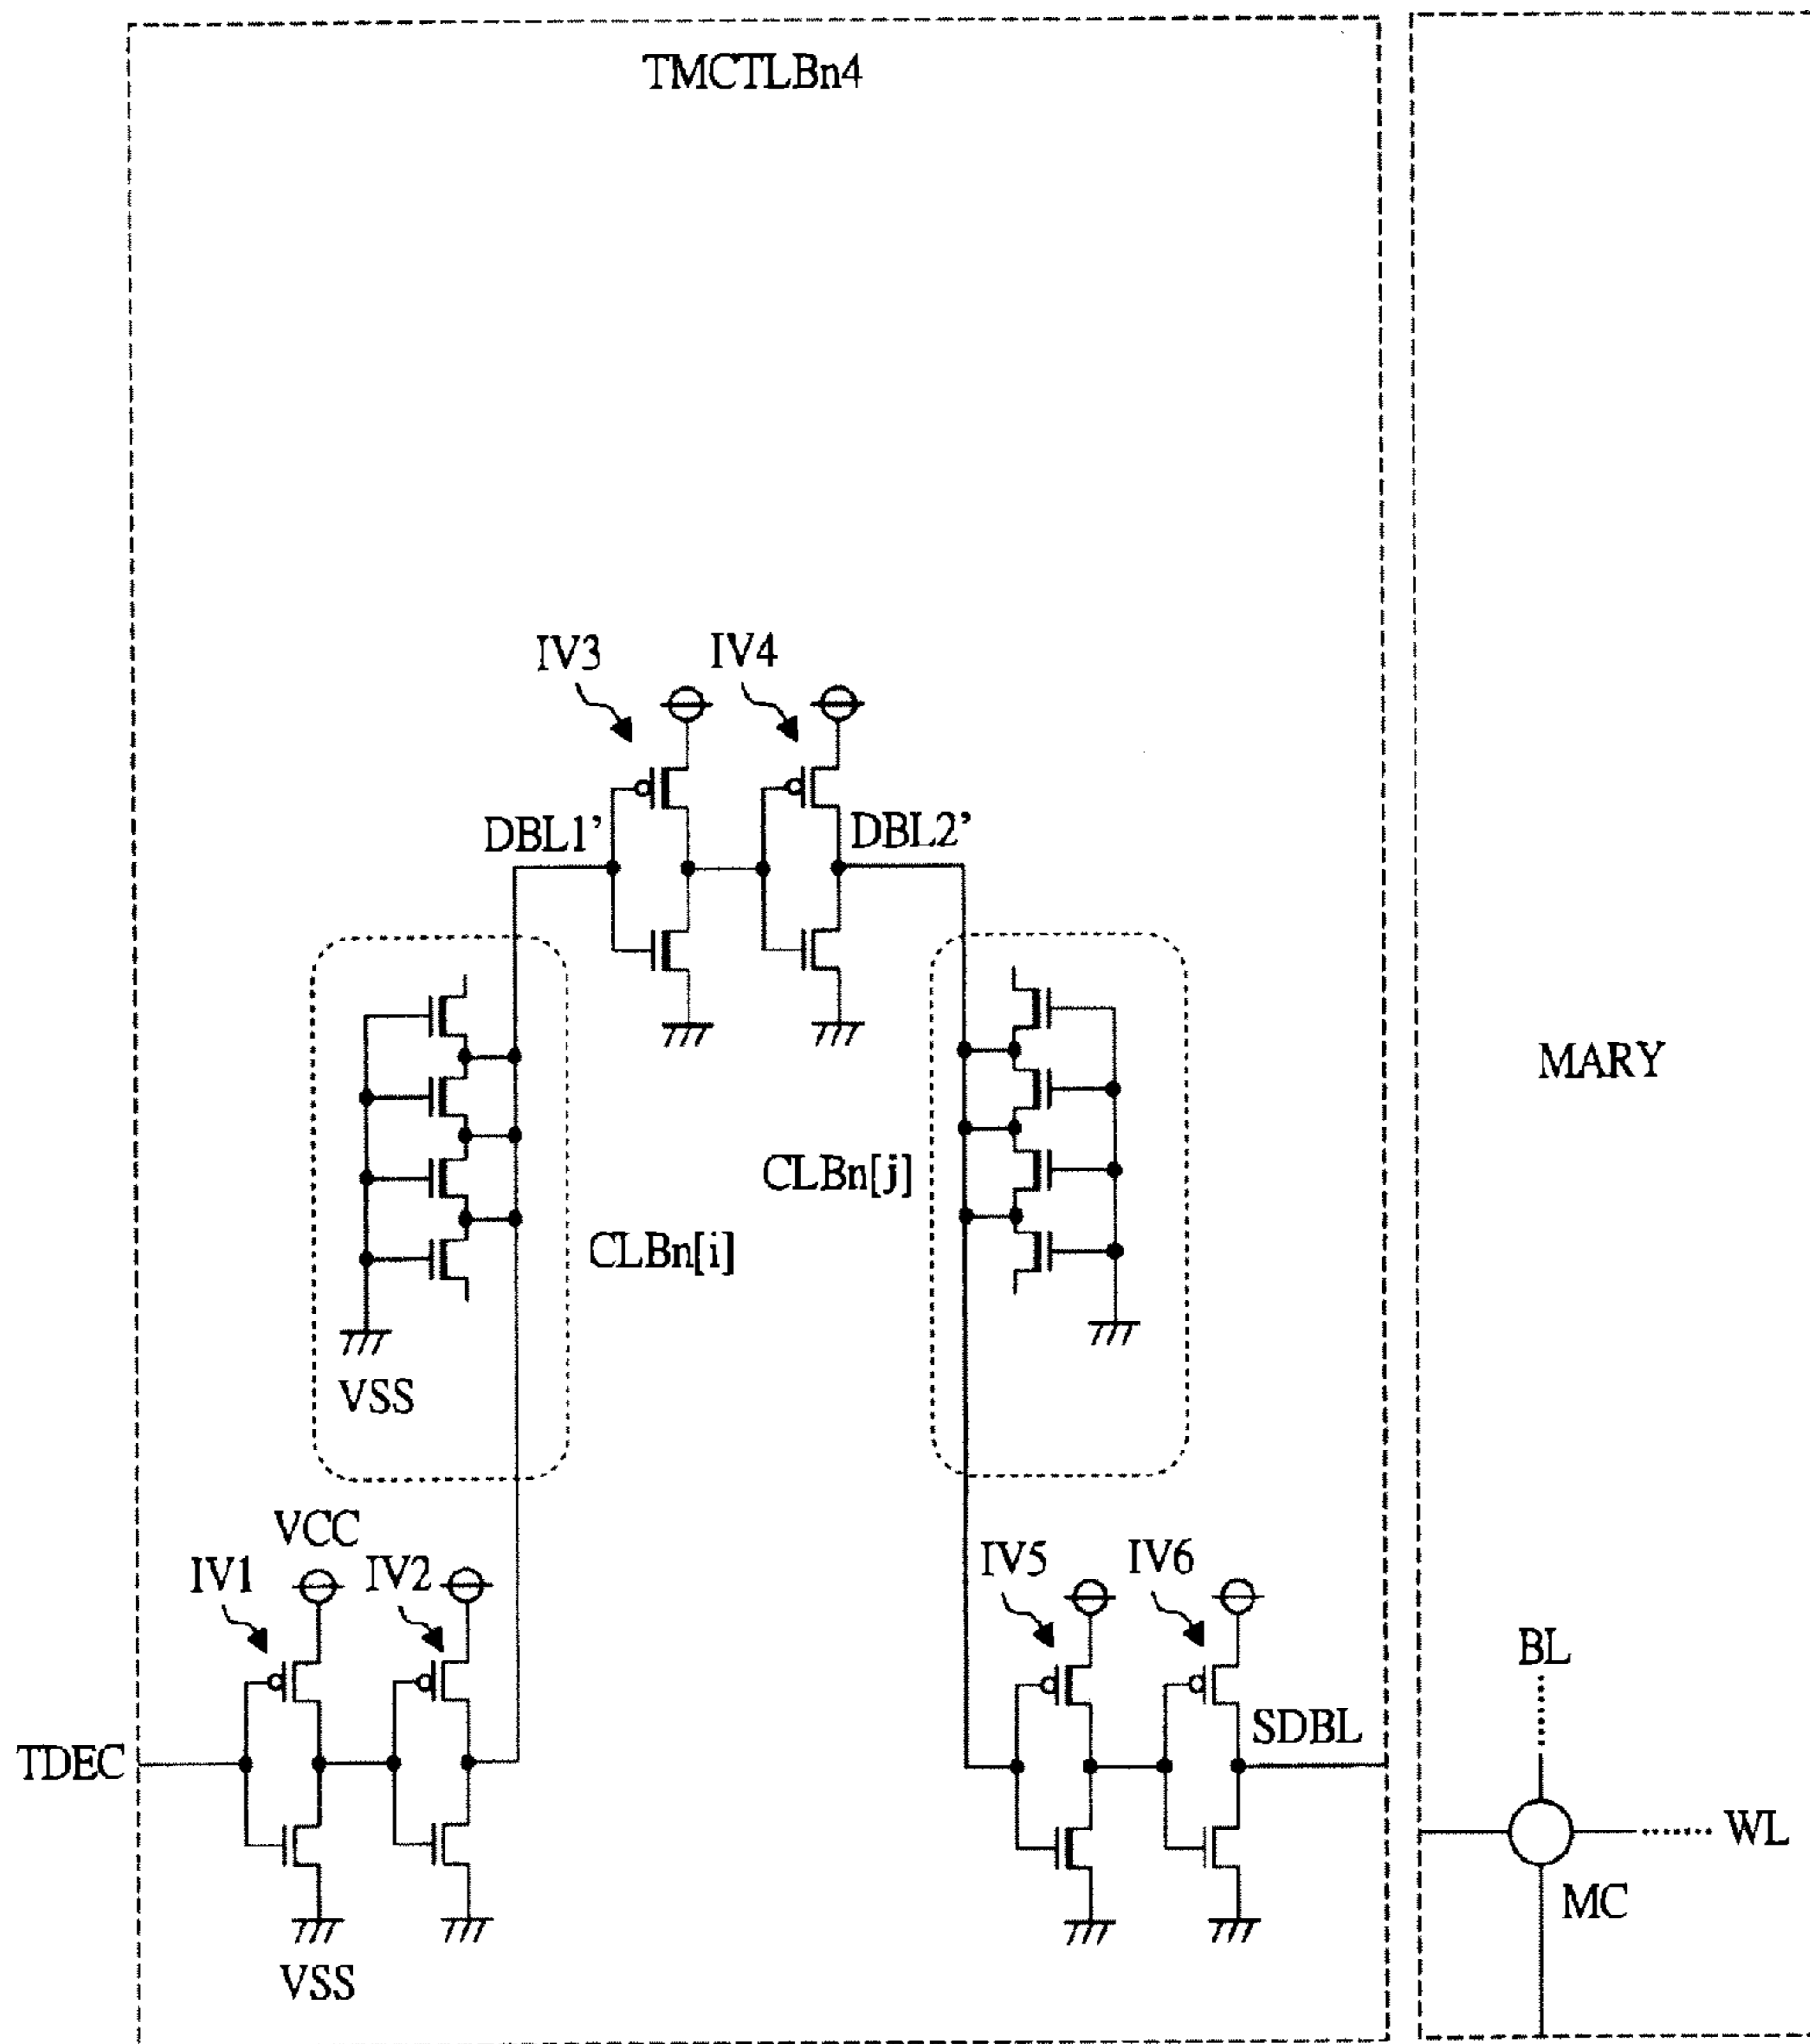 TMCTLBn4
IV3
IV4
DBL1’
DBL2’
MARY
CLBn[j]
CLBn[i]
VSS
VCC
IV1
IV2
IV5
IV6
BL
SDBL
TDEC
WL
MC
VSS